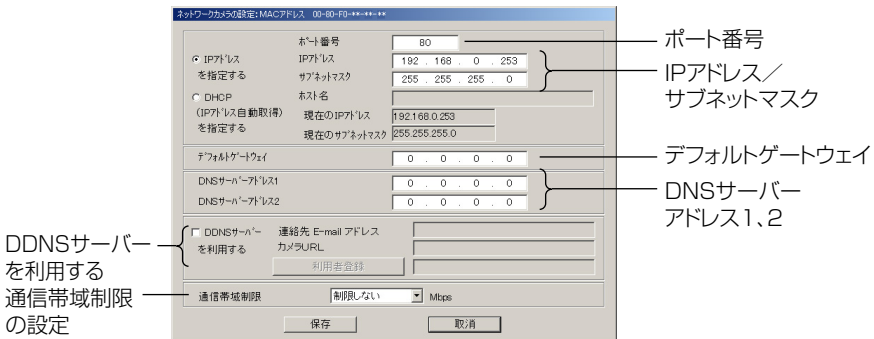 ネットワークカメラの設定:MACアドレス 00-80-F0-**-**-**
ポート番号 80
IPアドレス
を指定する
IPアドレス 192 . 168 . 0 . 253
サブネットマスク 255 . 255 . 255 . 0
DHCP
(IPアドレス自動取得)
を指定する
ホスト名
現在のIPアドレス 192.168.0.253
現在のサブネットマスク 255.255.255.0
デフォルトゲートウェイ 0 . 0 . 0 . 0
DNSサーバーアドレス1 0 . 0 . 0 . 0
DNSサーバーアドレス2 0 . 0 . 0 . 0
DDNSサーバー
を利用する
連絡先 E-mail アドレス
カメラURL
利用者登録
通信帯域制限 制限しない Mbps
保存 取消
ポート番号
IPアドレス/
サブネットマスク
デフォルトゲートウェイ
DNSサーバー
アドレス1、2
DDNSサーバー
を利用する
通信帯域制限
の設定